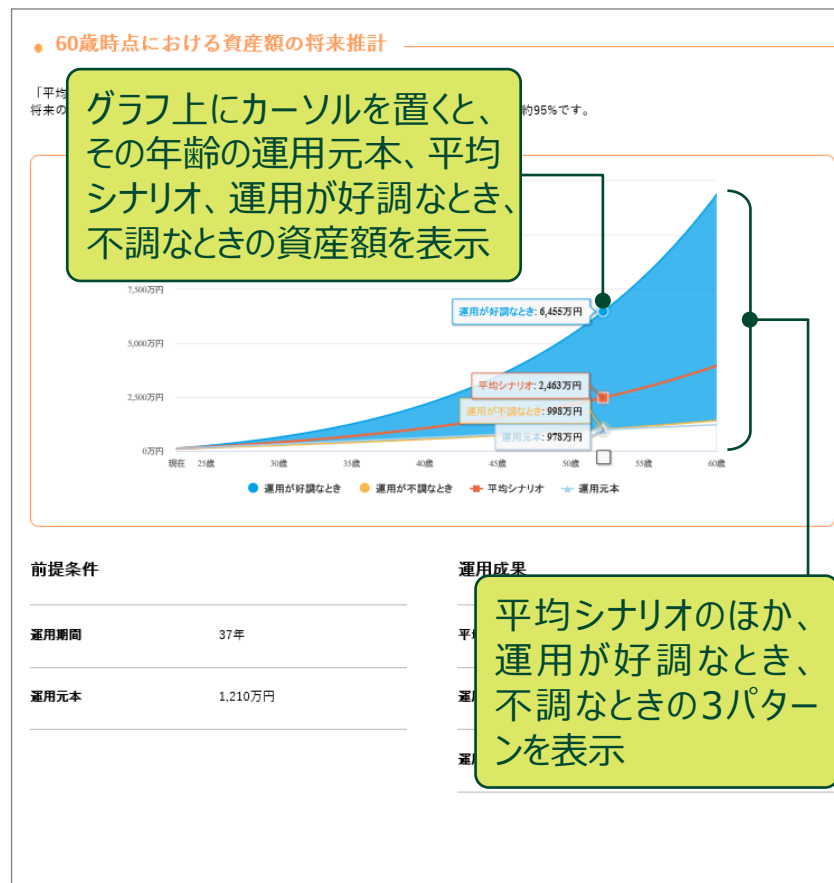 60歳時点における資産額の将来推計
「平均
将来の
約95%です。
グラフ上にカーソルを置くと、
その年齢の運用元本、平均
シナリオ、運用が好調なとき、
不調なときの資産額を表示
7,500万円
5,000万円
2,500万円
0万円
運用が好調なとき: 6,455万円
平均シナリオ: 2,463万円
運用が不調なとき: 998万円
運用元本: 978万円
現在 25歳 30歳 35歳 40歳 45歳 50歳 55歳 60歳
運用が好調なとき 運用が不調なとき 平均シナリオ 運用元本
前提条件
運用期間 37年
運用元本 1,210万円
運用成果
平均シナリオのほか、
運用が好調なとき、
不調なときの3パター
ンを表示